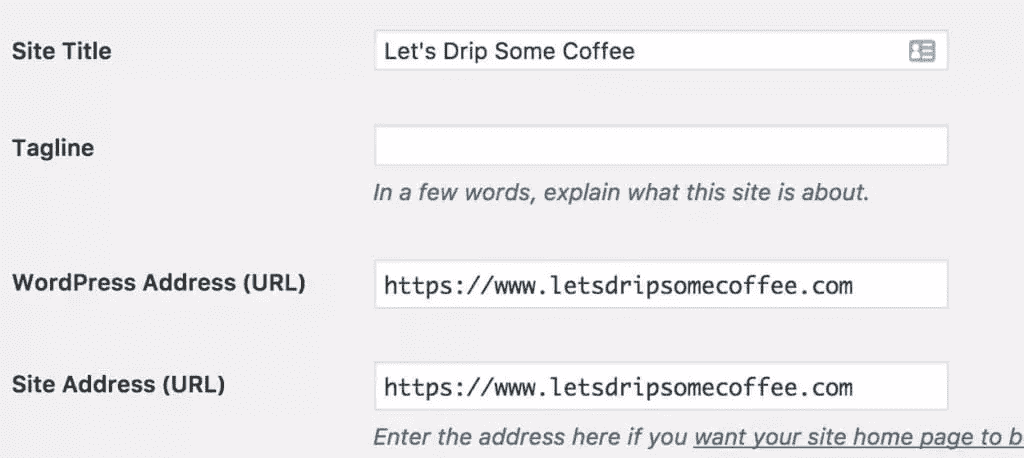 Site Title
Let's Drip Some Coffee
Tagline
In a few words, explain what this site is about.
WordPress Address (URL)
https://www.letsdripsomecoffee.com
Site Address (URL)
https://www.letsdripsomecoffee.com
Enter the address here if you want your site home page to b